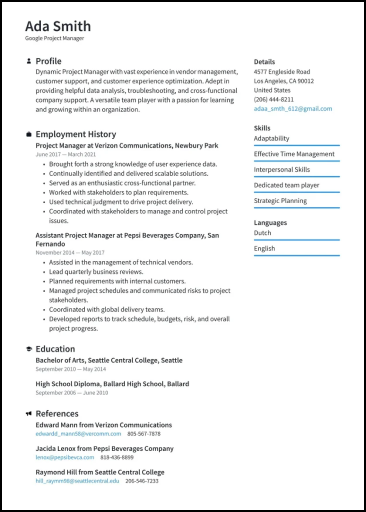 Ada Smith
Google Project Manager
Profile
Dynamic Project Manager with vast experience in vendor management,
customer support, and customer experience optimization. Adept in
providing helpful data analysis, troubleshooting, and cross-functional
company support. A versatile team player with a passion for learning
and growing within an organization.
Employment History
Project Manager at Verizon Communications, Newbury Park
June 2017 — March 2021
• Brought forth a strong knowledge of user experience data.
• Continually identified and delivered scalable solutions.
• Served as an enthusiastic cross-functional partner.
• Worked with stakeholders to plan requirements.
• Used technical judgment to drive project delivery.
• Coordinated with stakeholders to manage and control project
issues.
Assistant Project Manager at Pepsi Beverages Company, San
Fernando
November 2014 — May 2017
• Assisted in the management of technical vendors.
• Lead quarterly business reviews.
• Planned requirements with internal customers.
• Managed project schedules and communicated risks to project
stakeholders.
• Coordinated with global delivery teams.
• Developed reports to track schedule, budgets, risk, and overall
project progress.
Education
Bachelor of Arts, Seattle Central College, Seattle
September 2010 — May 2014
High School Diploma, Ballard High School, Ballard
September 2006 — June 2010
References
Edward Mann from Verizon Communications
edwardd_mann58@vercomm.com 805-567-7878
Jacida Lenox from Pepsi Beverages Company
lenox@pepsibevca.com 818-436-8899
Raymond Hill from Seattle Central College
hill_raymm98@seattlecentral.edu 206-546-7233
Details
4577 Engleside Road
Los Angeles, CA 90210
United States
(206) 444-8211
adaa_smith_612@gmail.com
Skills
Adaptability
Effective Time Management
Interpersonal Skills
Dedicated team player
Strategic Planning
Languages
Dutch
English